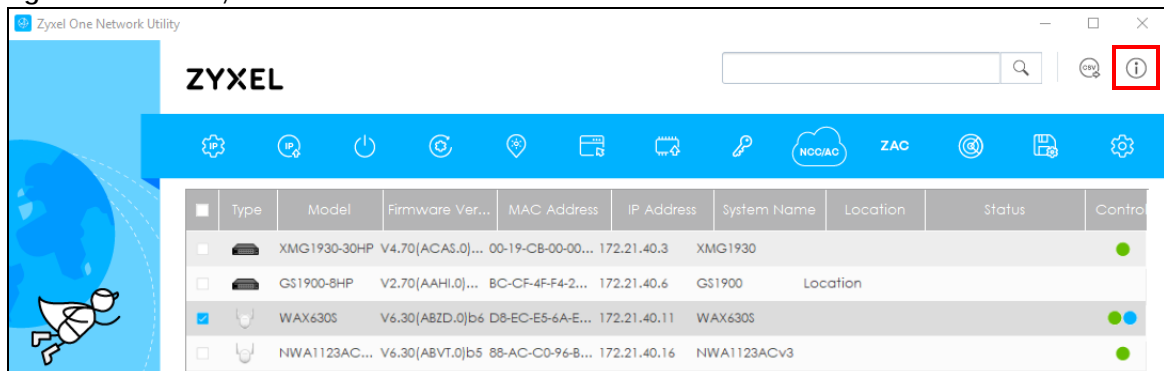 Zyxel One Network Utility
ZYXEL
CSV
IP IP NCC/AC ZAC
Type Model Firmware Ver... MAC Address IP Address System Name Location Status Control
XMG1930-30HP V4.70(ACAS.0)... 00-19-CB-00-00... 172.21.40.3 XMG1930
GS1900-8HP V2.70(AAHI.0)... BC-CF-4F-F4-2... 172.21.40.6 GS1900 Location
WAX630S V6.30(ABZD.0)b6 D8-EC-E5-6A-E... 172.21.40.11 WAX630S
NWA1123AC... V6.30(ABVT.0)b5 88-AC-C0-96-B... 172.21.40.16 NWA1123ACv3